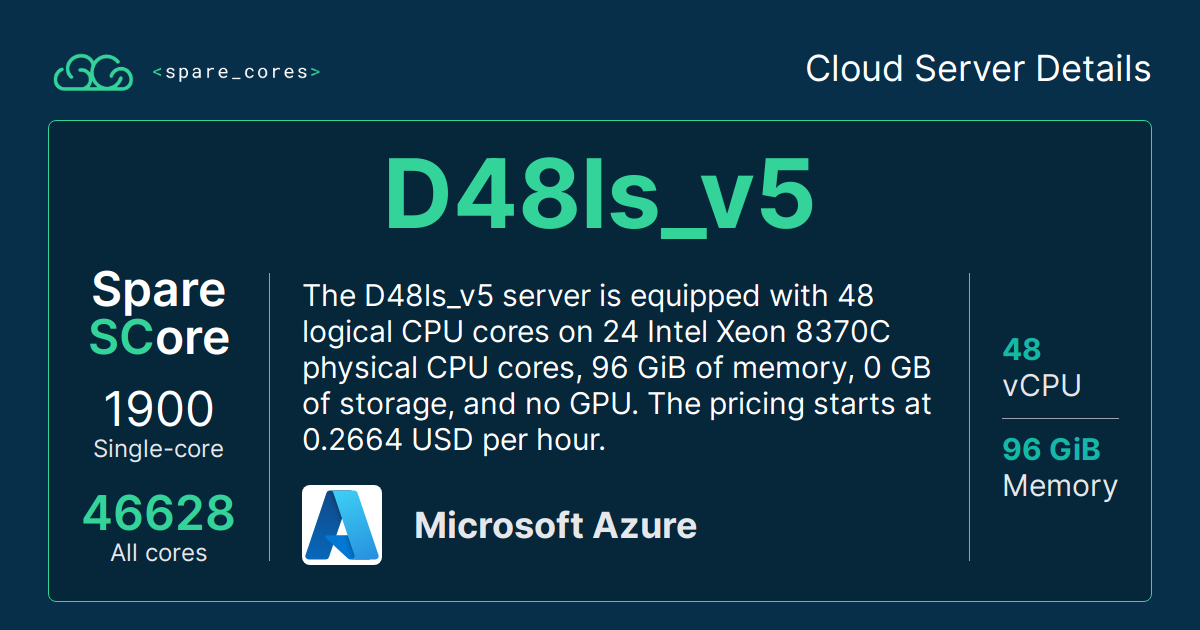 <spare_cores>
Cloud Server Details
D48ls_v5
Spare
SCore
1900
Single-core
46628
All cores
The D48ls_v5 server is equipped with 48
logical CPU cores on 24 Intel Xeon 8370C
physical CPU cores, 96 GiB of memory, 0 GB
of storage, and no GPU. The pricing starts at
0.2664 USD per hour.
Microsoft Azure
48
vCPU
96 GiB
Memory